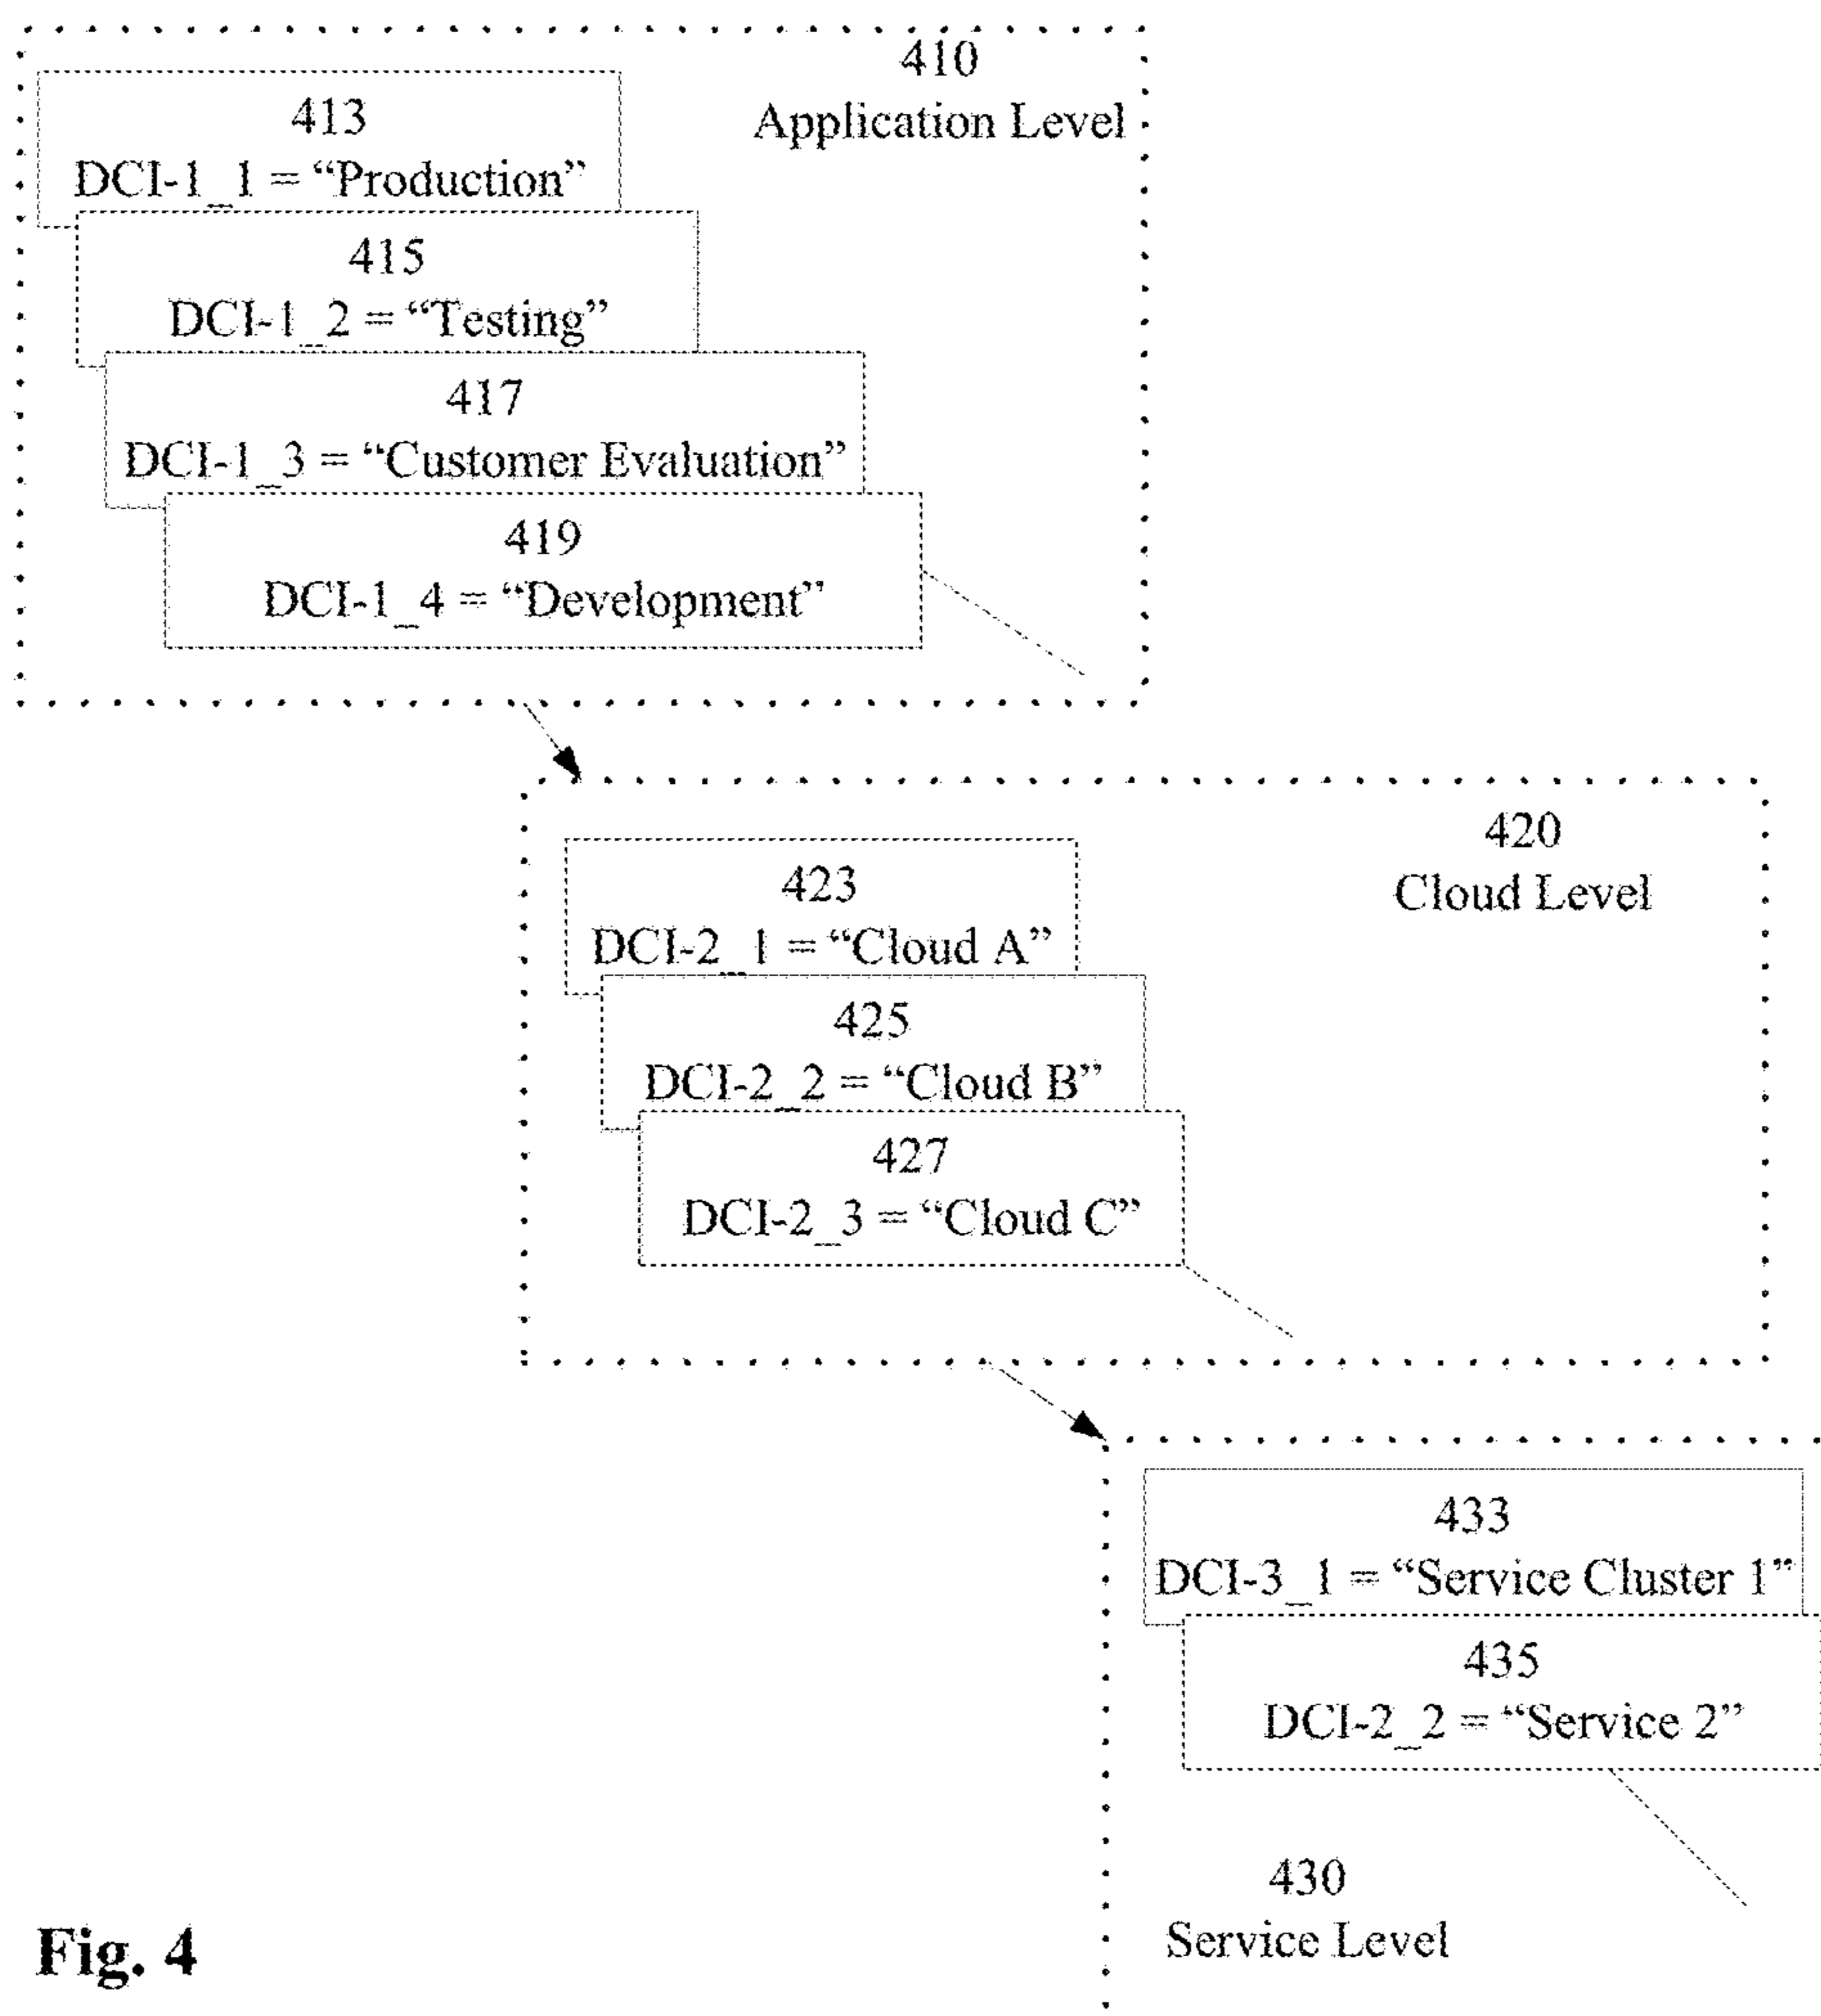 410
Application Level
413
DCI-1_1 = “Production”
415
DCI-1_2 = “Testing”
417
DCI-1_3 = “Customer Evaluation”
419
DCI-1_4 = “Development”
420
Cloud Level
423
DCI-2_1 = “Cloud A”
425
DCI-2_2 = “Cloud B”
427
DCI-2_3 = “Cloud C”
433
DCI-3_1 = “Service Cluster 1”
435
DCI-2_2 = “Service 2”
430
Service Level
Fig. 4